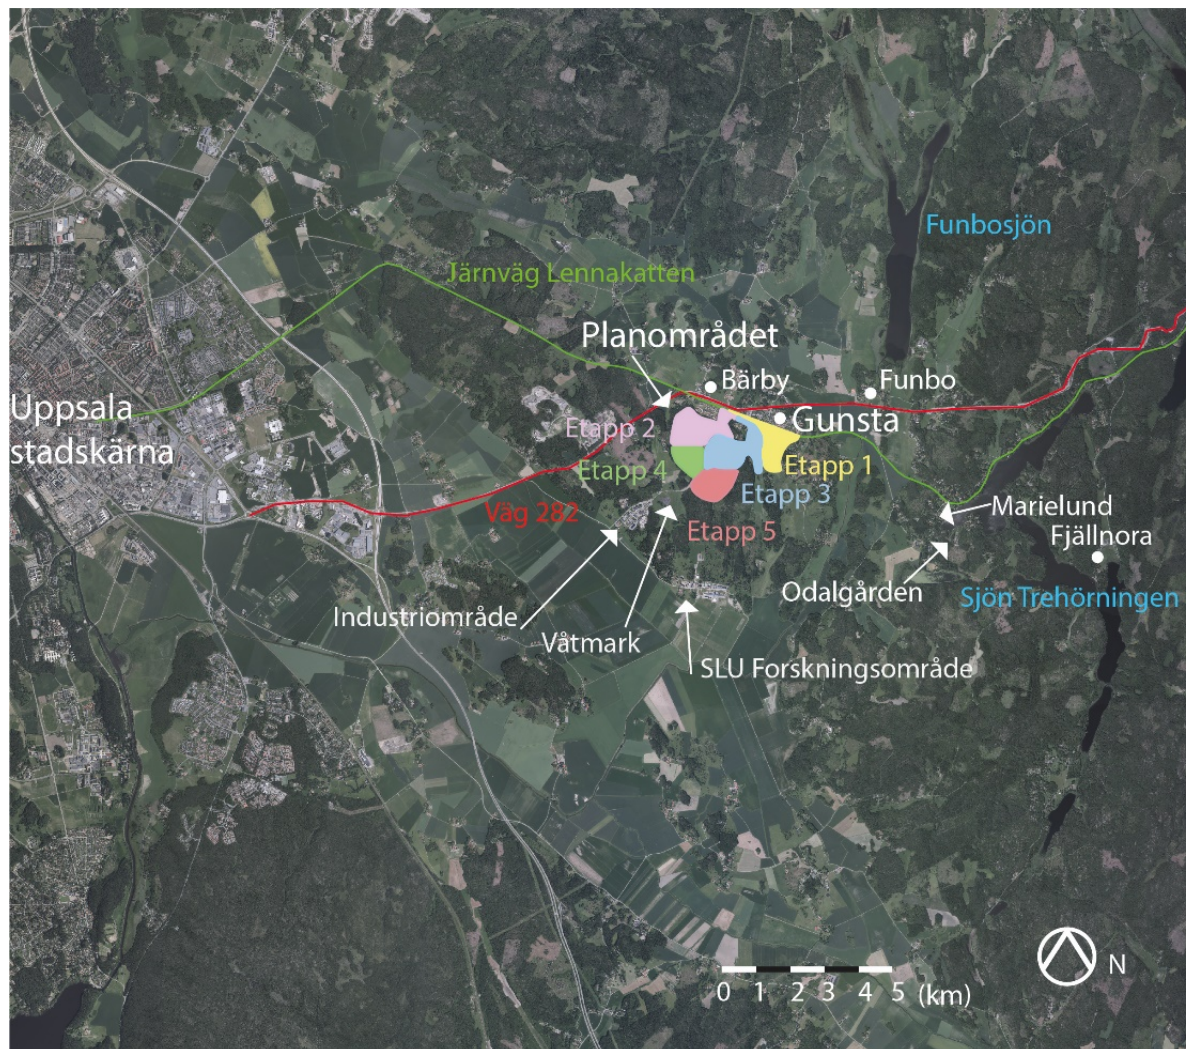 Funbosjön
Järnväg Lennakatten
Planområdet
Bärby
Funbo
Uppsala
stadskärna
Gunsta
Etapp 2
Etapp 1
Etapp 4
Etapp 3
Väg 282
Etapp 5
Marielund
Fjällnora
Odalgården
Sjön Trehörningen
Industriområde
Våtmark
SLU Forskningsområde
N
0 1 2 3 4 5 (km)